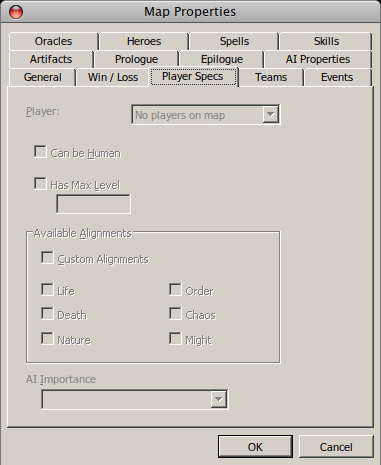 Map Properties
Oracles Heroes Spells Skills
Artifacts Prologue Epilogue AI Properties
General Win / Loss Player Specs Teams Events
Player: No players on map
Can be Human
Has Max Level
Available Alignments
Custom Alignments
Life Order
Death Chaos
Nature Might
AI Importance
OK Cancel